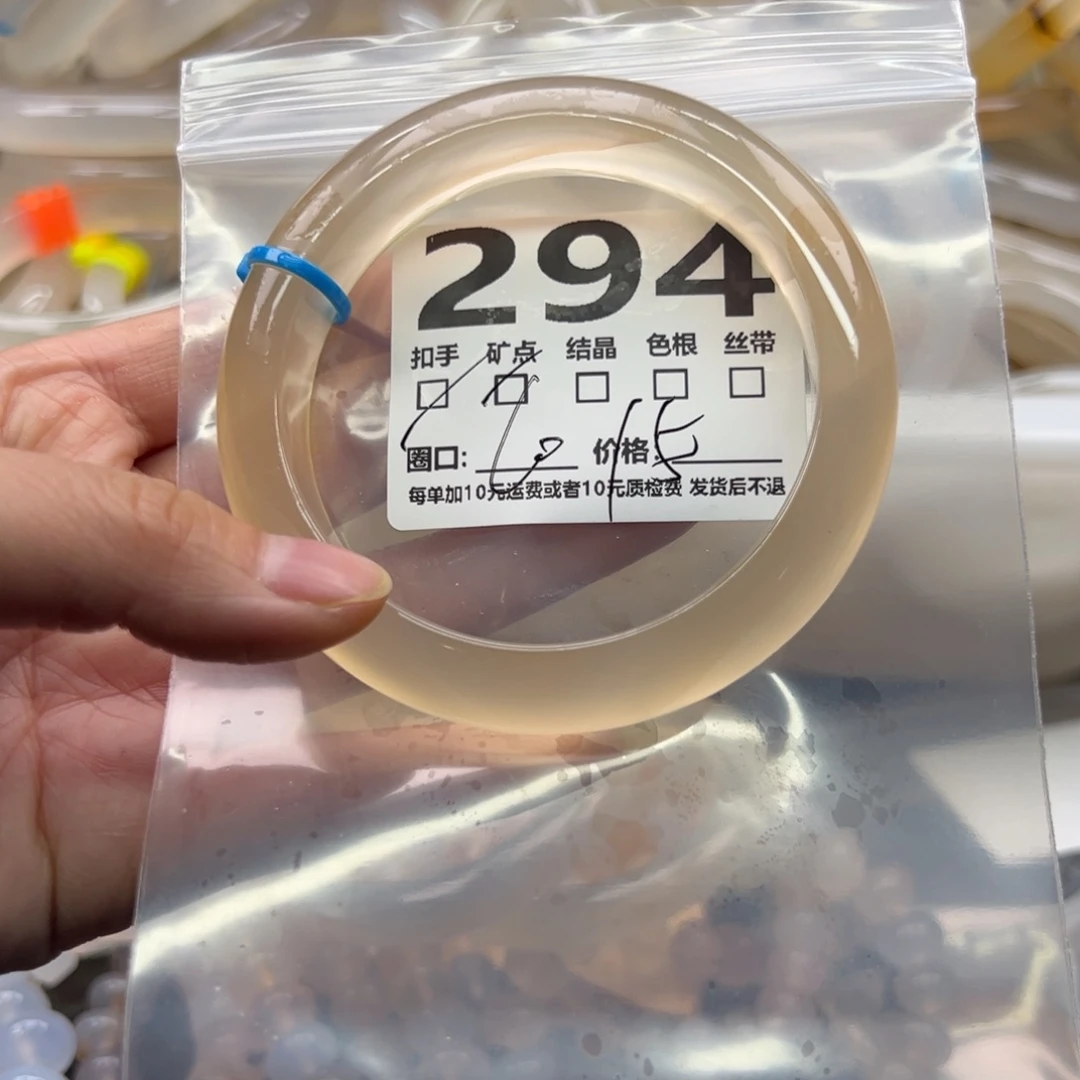 294
扣手 矿点 结晶 色根 丝带
圈口: 价格:
每单加10元运费或者10元质检费 发货后不退